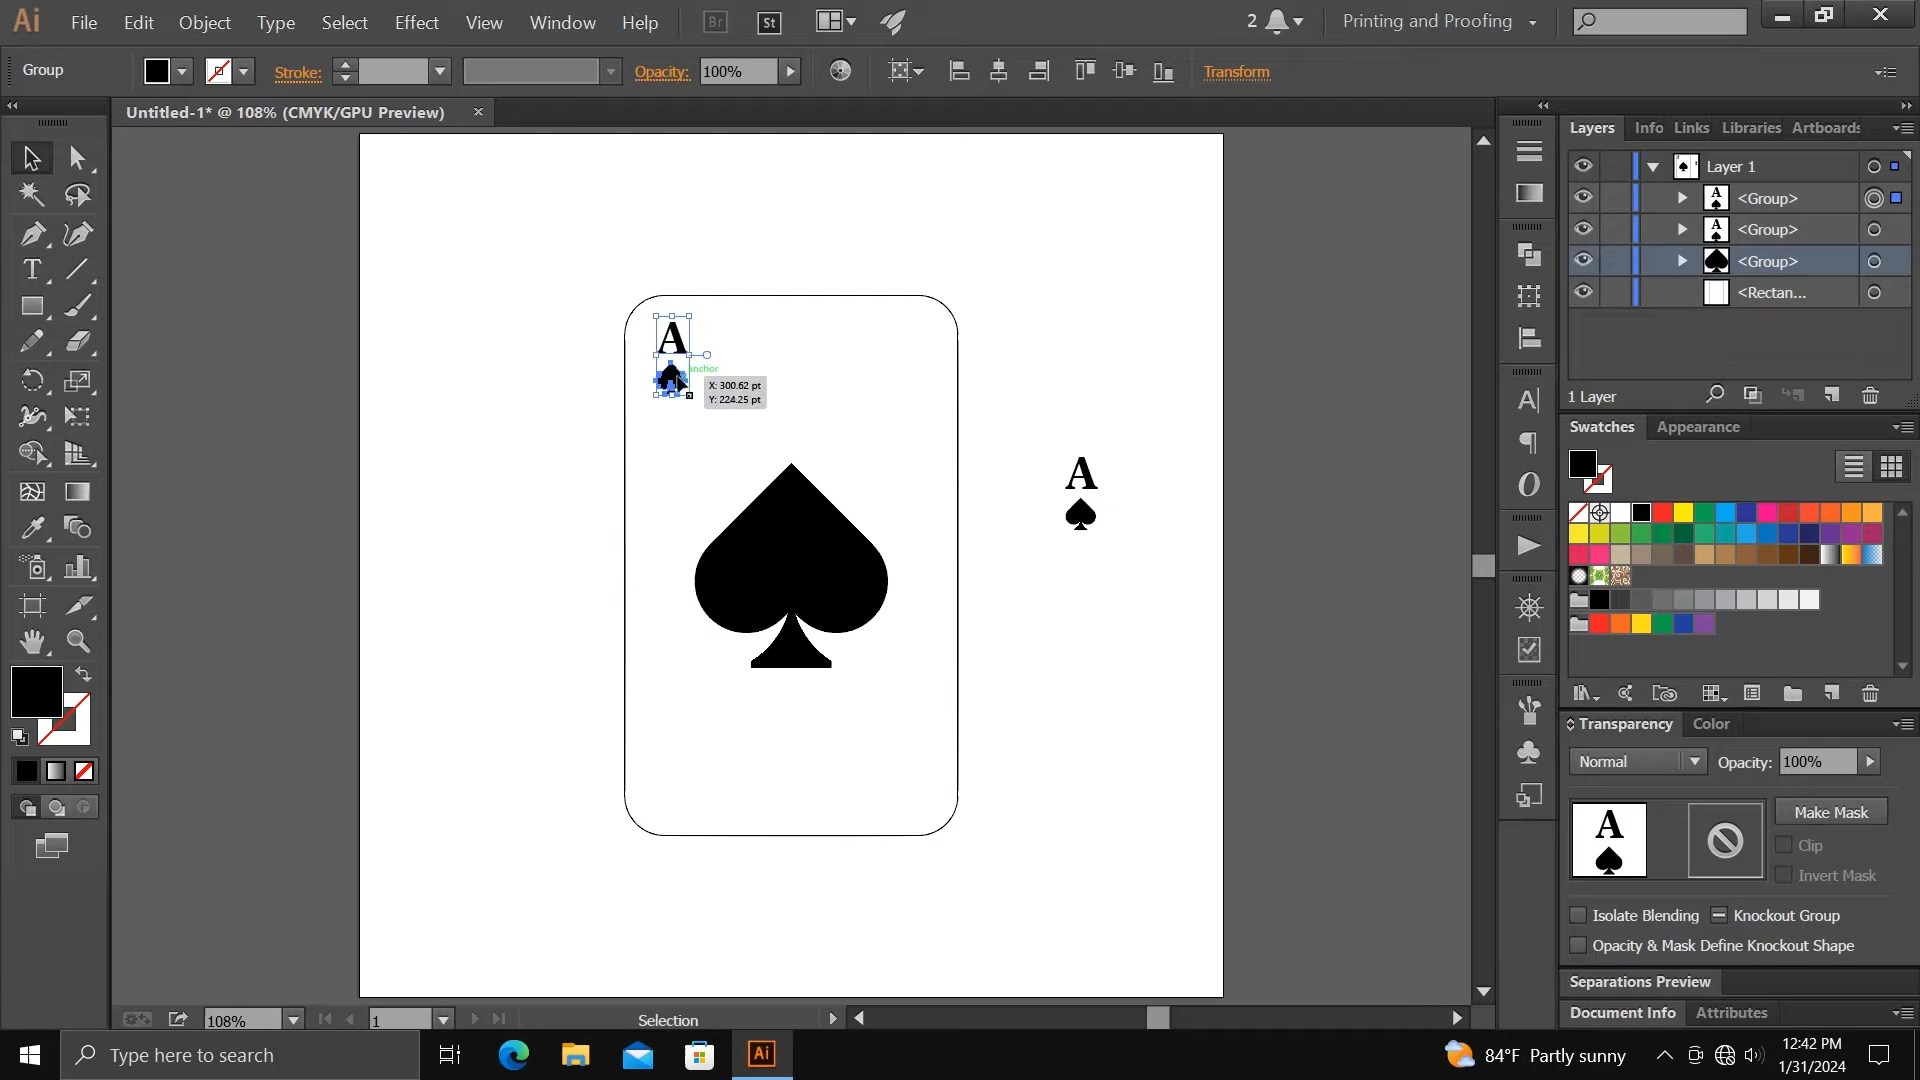 Ai File Edit Object Type Select Effect View Window Help Br St 2 Printing and Proofing
Group Stroke: Opacity: 100% Transform
Untitled-1* @ 108% (CMYK/GPU Preview)
Layers Info Links Libraries Artboards
Layer 1
<Group>
<Group>
<Group>
<Rectan...
1 Layer
Swatches Appearance
A
anchor
X: 300.62 pt
Y: 224.25 pt
A
Transparency Color
Normal Opacity: 100%
Make Mask
Clip
Invert Mask
A
Isolate Blending Knockout Group
Opacity & Mask Define Knockout Shape
Separations Preview
Document Info Attributes
108% 1 Selection
Type here to search
Ai
84°F Partly sunny
12:42 PM
1/31/2024